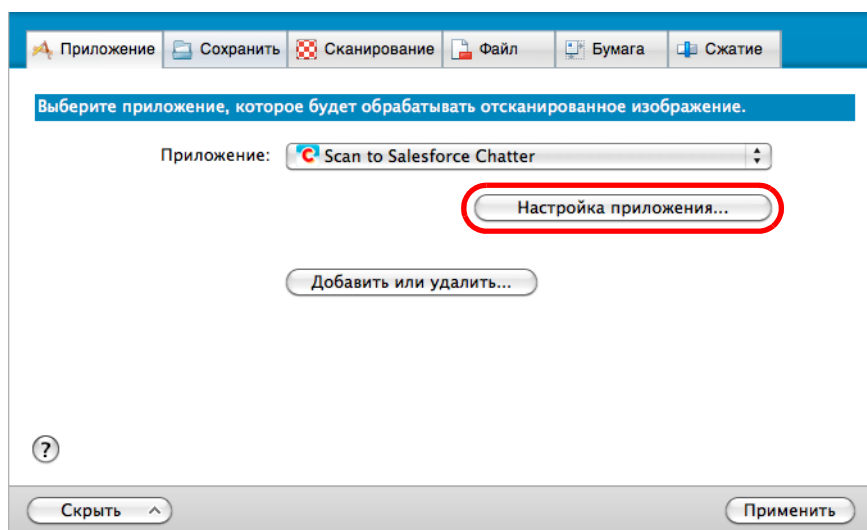 Приложение Сохранить Сканирование Файл Бумага Сжатие
Выберите приложение, которое будет обрабатывать отсканированное изображение.
Приложение: Scan to Salesforce Chatter
Настройка приложения...
Добавить или удалить...
?
Скрыть Применить